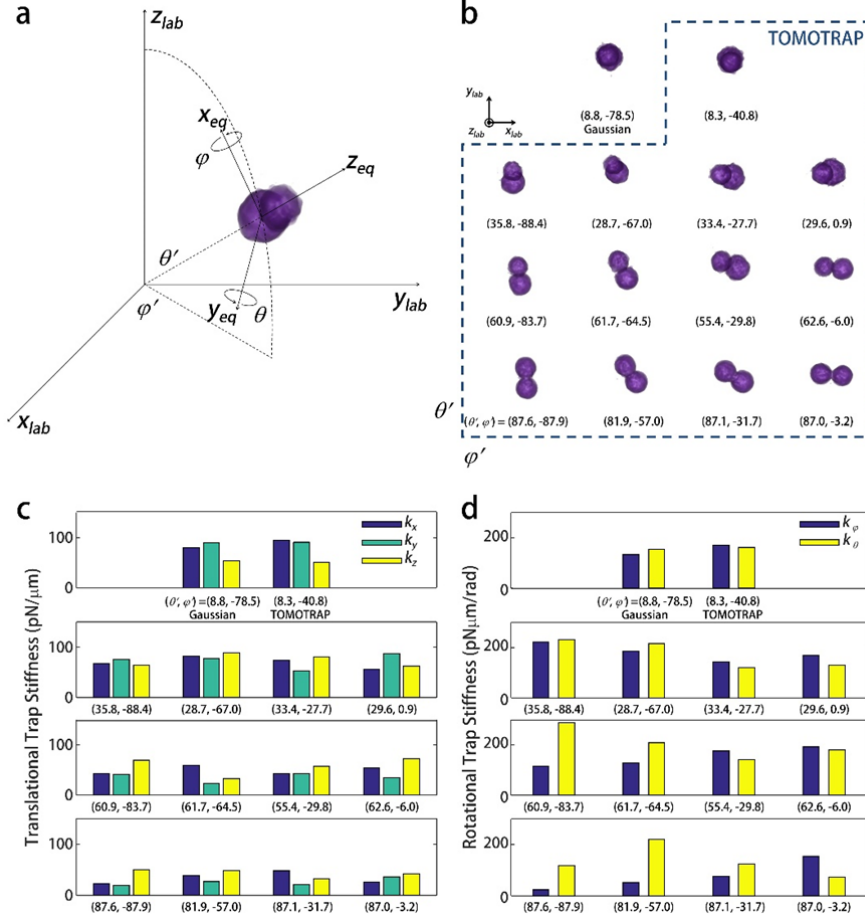 a
z_lab
x_eq
φ
z_eq
θ′
φ′
y_eq
θ
y_lab
x_lab
b
TOMOTRAP
y_lab
z_lab
x_lab
(8.8, -78.5)
Gaussian
(8.3, -40.8)
(35.8, -88.4) (28.7, -67.0) (33.4, -27.7) (29.6, 0.9)
(60.9, -83.7) (61.7, -64.5) (55.4, -29.8) (62.6, -6.0)
θ′
(θ′, φ′) = (87.6, -87.9) (81.9, -57.0) (87.1, -31.7) (87.0, -3.2)
φ′
c
Translational Trap Stiffness (pN/μm)
100
0
k_x
k_y
k_z
(θ′, φ′) =(8.8, -78.5) (8.3, -40.8)
Gaussian TOMOTRAP
100
0
(35.8, -88.4) (28.7, -67.0) (33.4, -27.7) (29.6, 0.9)
100
0
(60.9, -83.7) (61.7, -64.5) (55.4, -29.8) (62.6, -6.0)
100
0
(87.6, -87.9) (81.9, -57.0) (87.1, -31.7) (87.0, -3.2)
d
Rotational Trap Stiffness (pNμm/rad)
200
0
k_φ
k_θ
(θ′, φ′) =(8.8, -78.5) (8.3, -40.8)
Gaussian TOMOTRAP
200
0
(35.8, -88.4) (28.7, -67.0) (33.4, -27.7) (29.6, 0.9)
200
0
(60.9, -83.7) (61.7, -64.5) (55.4, -29.8) (62.6, -6.0)
200
0
(87.6, -87.9) (81.9, -57.0) (87.1, -31.7) (87.0, -3.2)